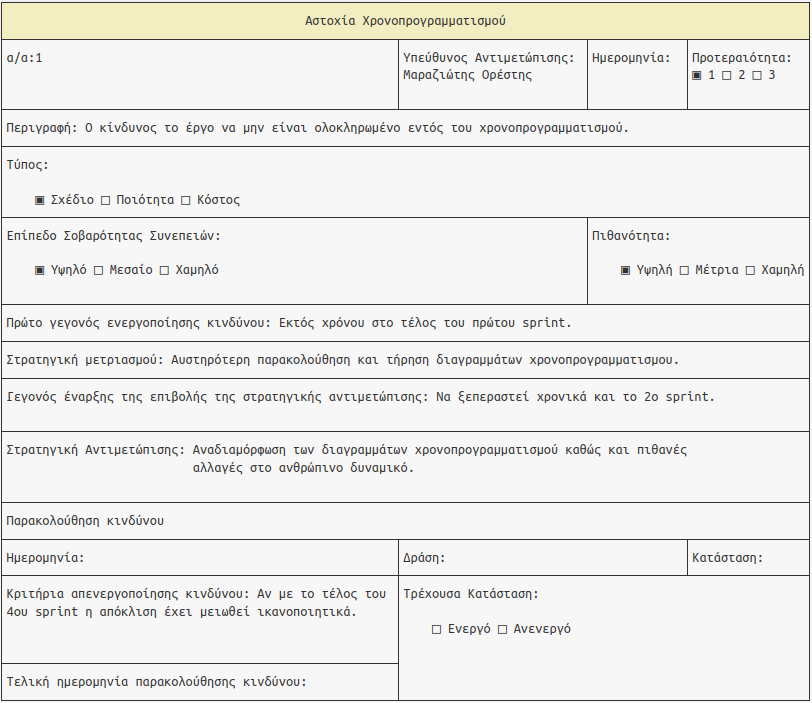 Αστοχία Χρονοπρογραμματισμού
α/α:1
Υπεύθυνος Αντιμετώπισης:
Μαραζιώτης Ορέστης
Ημερομηνία:
Προτεραιότητα:
▣ 1 □ 2 □ 3
Περιγραφή: Ο κίνδυνος το έργο να μην είναι ολοκληρωμένο εντός του χρονοπρογραμματισμού.
Τύπος:
▣ Σχέδιο □ Ποιότητα □ Κόστος
Επίπεδο Σοβαρότητας Συνεπειών:
▣ Υψηλό □ Μεσαίο □ Χαμηλό
Πιθανότητα:
▣ Υψηλή □ Μέτρια □ Χαμηλή
Πρώτο γεγονός ενεργοποίησης κινδύνου: Εκτός χρόνου στο τέλος του πρώτου sprint.
Στρατηγική μετριασμού: Αυστηρότερη παρακολούθηση και τήρηση διαγραμμάτων χρονοπρογραμματισμου.
Γεγονός έναρξης της επιβολής της στρατηγικής αντιμετώπισης: Να ξεπεραστεί χρονικά και το 2ο sprint.
Στρατηγική Αντιμετώπισης: Αναδιαμόρφωση των διαγραμμάτων χρονοπρογραμματισμού καθώς και πιθανές
αλλαγές στο ανθρώπινο δυναμικό.
Παρακολούθηση κινδύνου
Ημερομηνία:
Δράση:
Κατάσταση:
Κριτήρια απενεργοποίησης κινδύνου: Αν με το τέλος του
4ου sprint η απόκλιση έχει μειωθεί ικανοποιητικά.
Τρέχουσα Κατάσταση:
□ Ενεργό □ Ανενεργό
Τελική ημερομηνία παρακολούθησης κινδύνου: